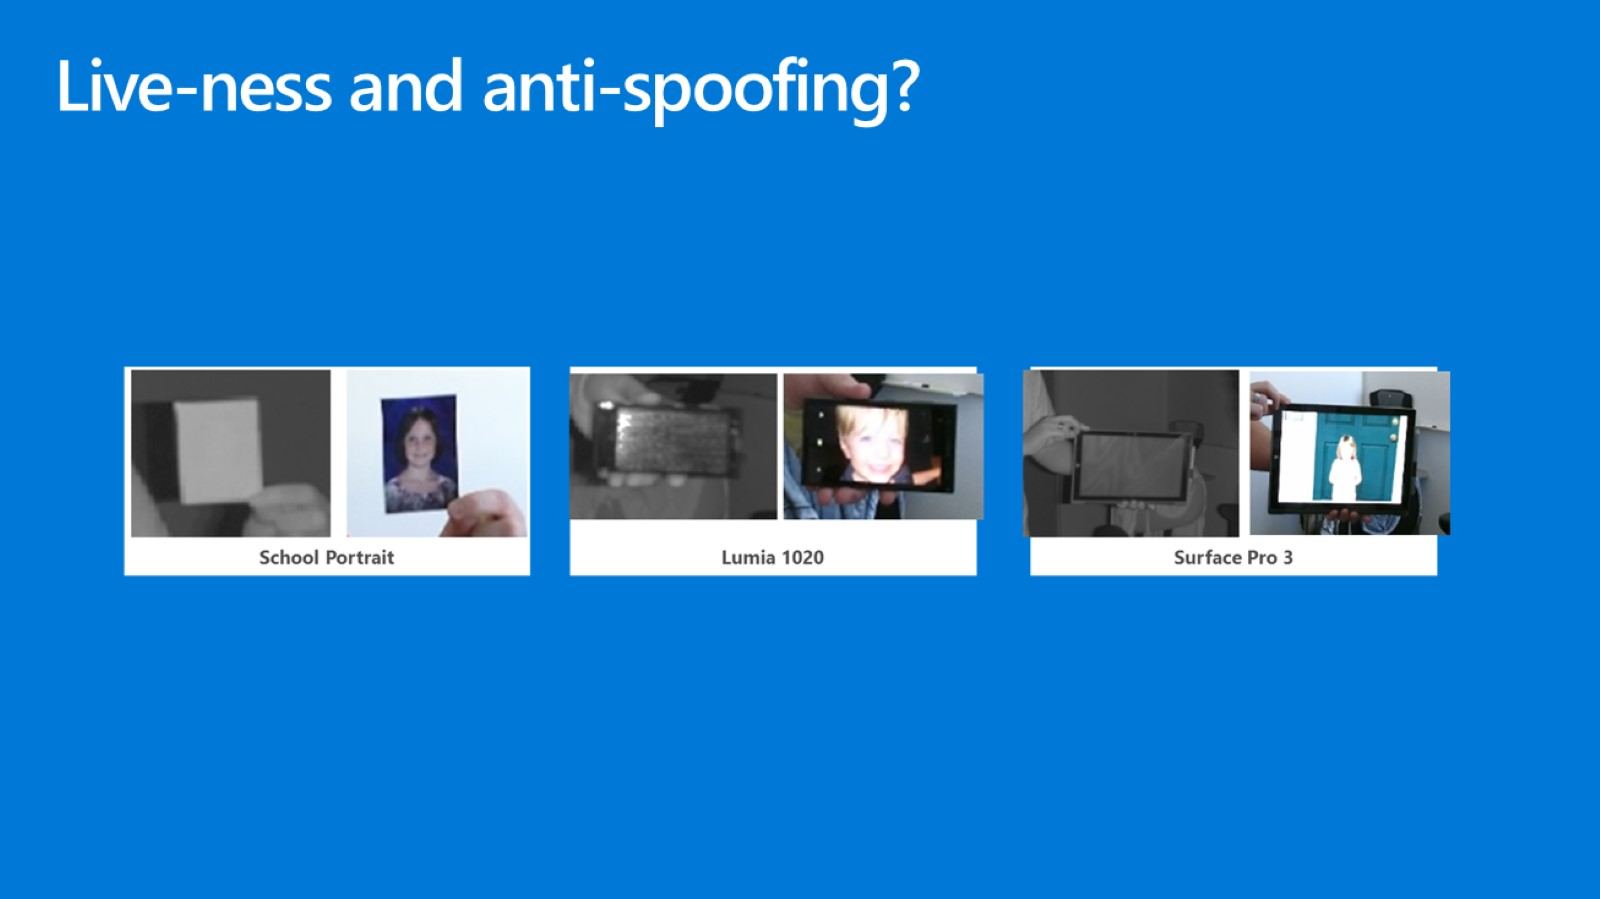 Live-ness and anti-spoofing?
School Portrait
Lumia 1020
Surface Pro 3